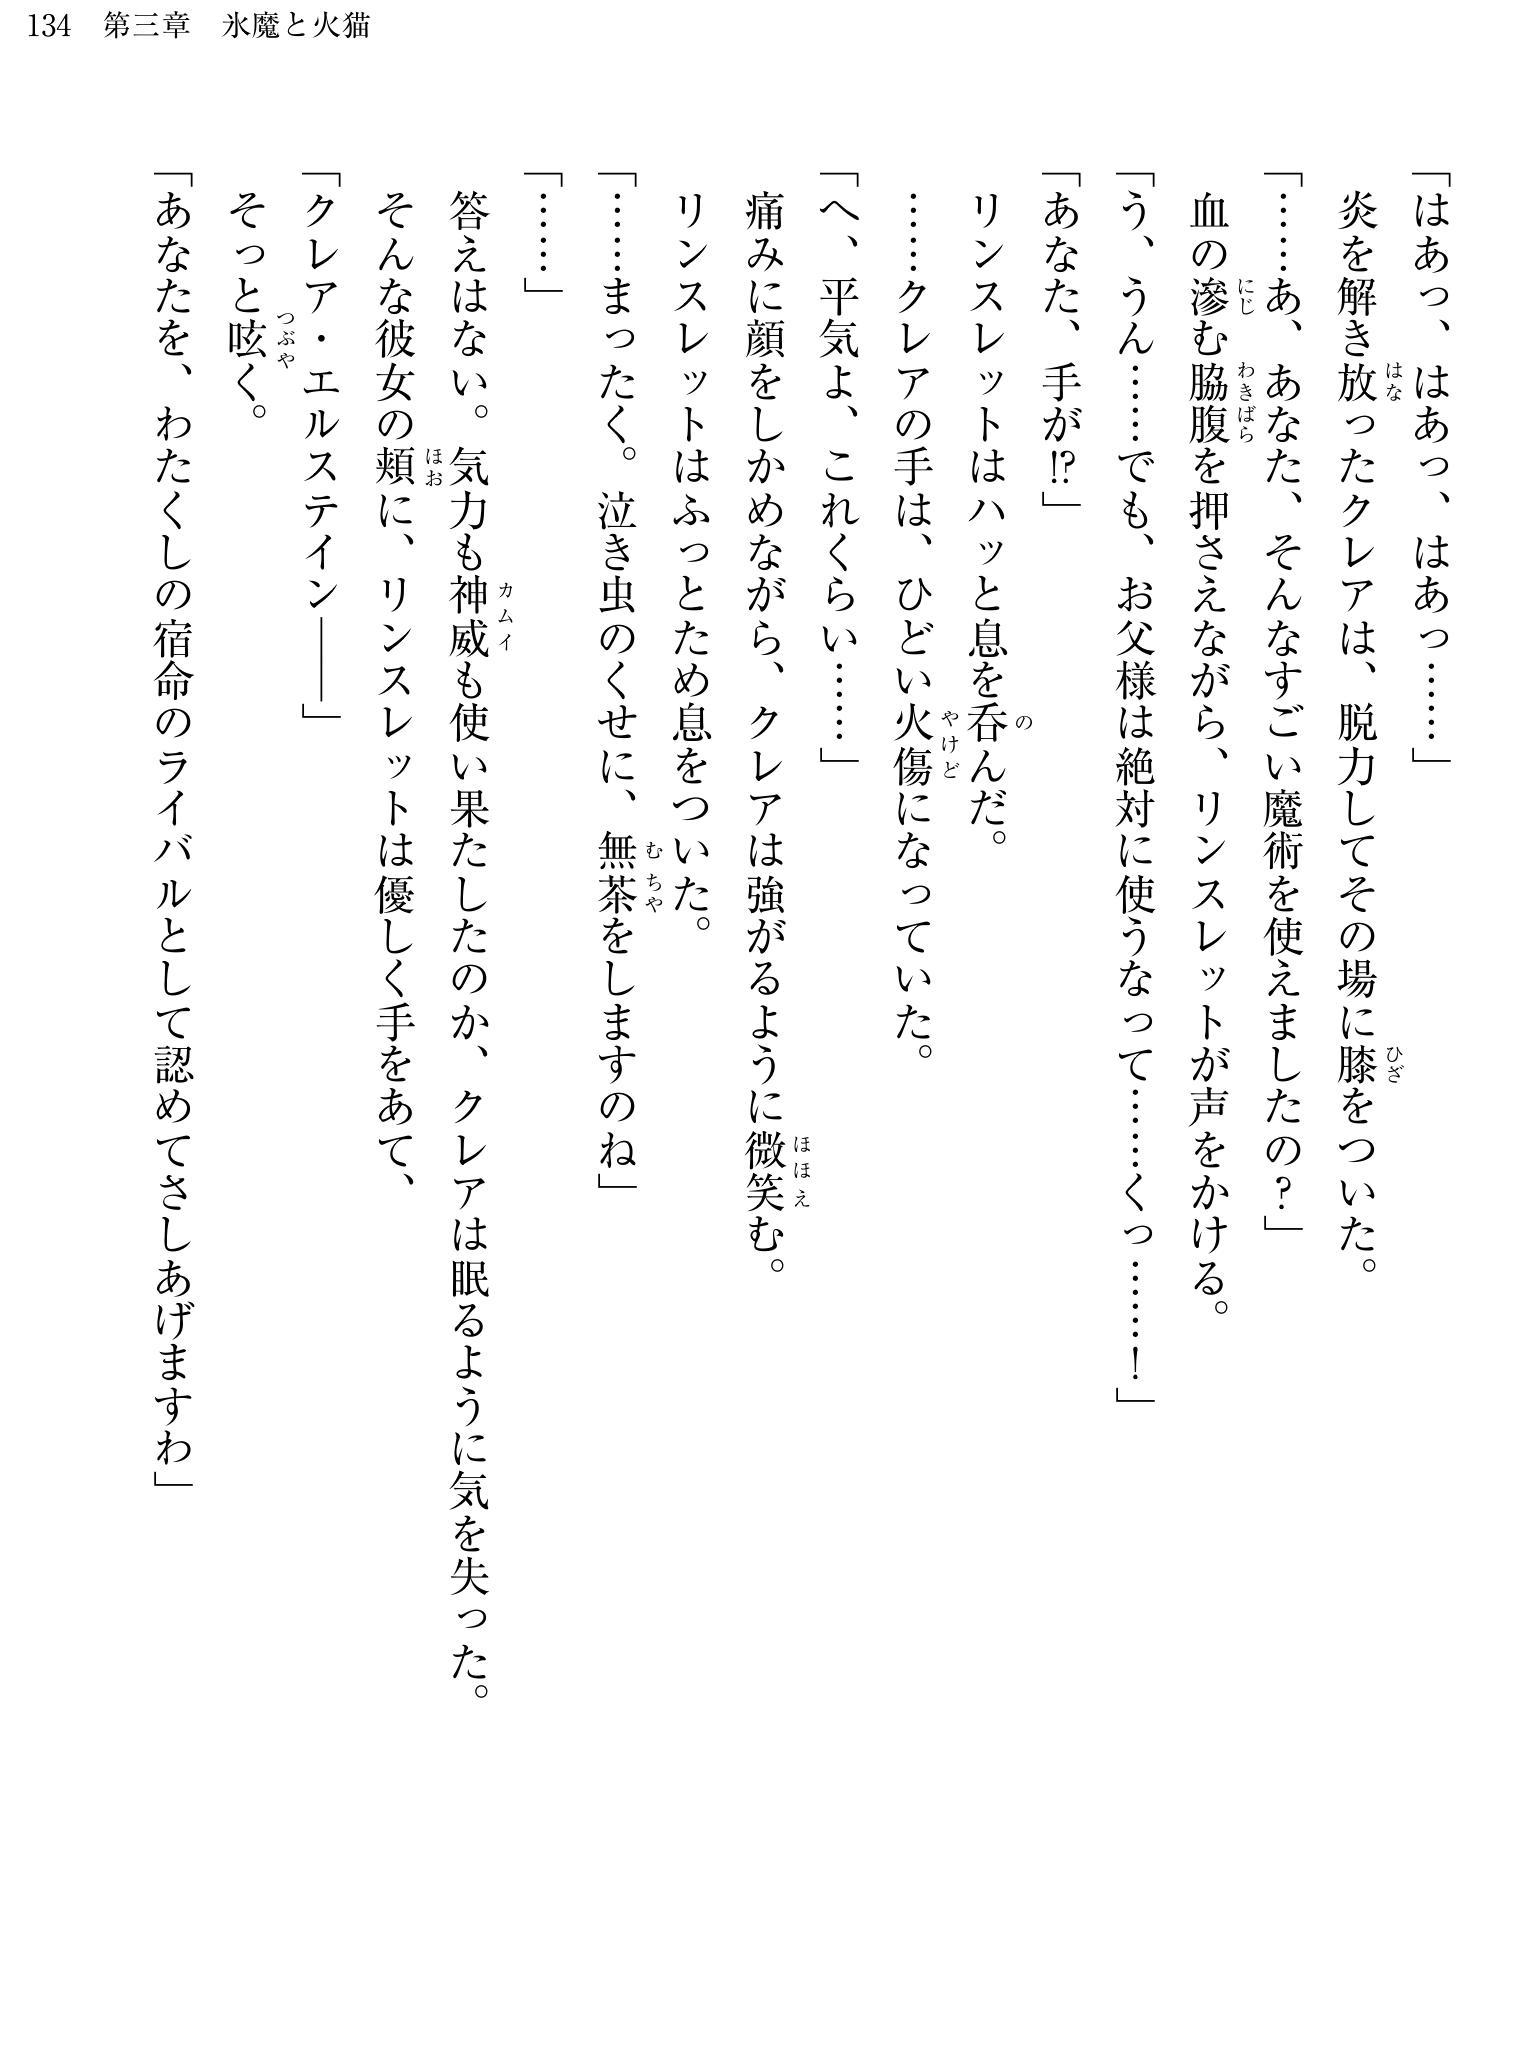 134 第三章 氷魔と火猫
「はあっ、はあっ、はあっ……」
炎を解き放ったクレアは、脱力してその場に膝をついた。
「……あ、あなた、そんなすごい魔術を使えましたの?」
血の滲む脇腹を押さえながら、リンスレットが声をかける。
「う、うん……でも、お父様は絶対に使うなって……くっ……!」
「あなた、手が!?」
リンスレットはハッと息を呑んだ。
……クレアの手は、ひどい火傷になっていた。
「へ、平気よ、これくらい……」
痛みに顔をしかめながら、クレアは強がるように微笑む。
リンスレットはふっとため息をついた。
「……まったく。泣き虫のくせに、無茶をしますのね」
「……」
答えはない。気力も神威も使い果たしたのか、クレアは眠るように気を失った。
そんな彼女の頬に、リンスレットは優しく手をあて、
「クレア・エルステイン――」
そっと呟く。
「あなたを、わたくしの宿命のライバルとして認めてさしあげますわ」